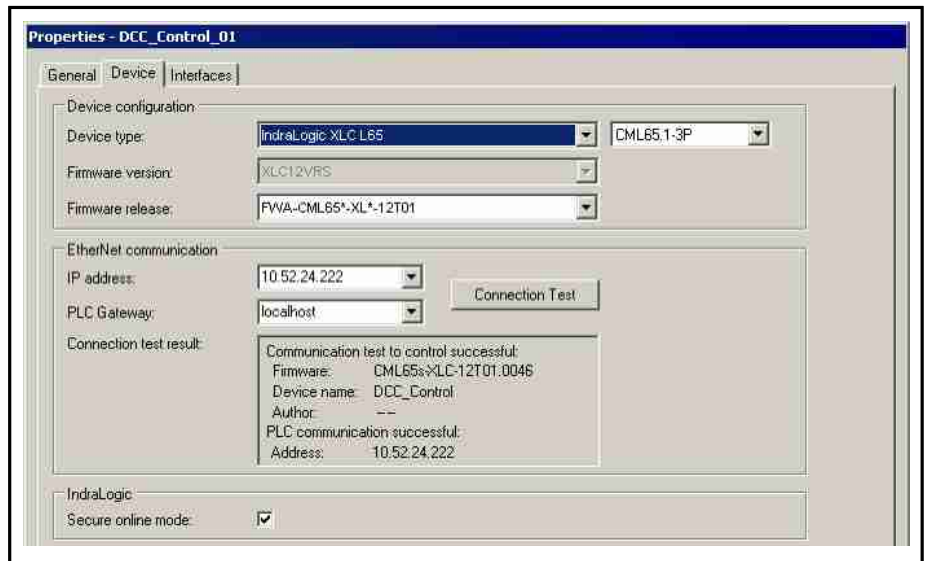 Properties - DCC_Control_01
General Device Interfaces
Device configuration
Device type: IndraLogic XLC L65 CML65.1-3P
Firmware version: XLC12VRS
Firmware release: FWA-CML65*-XL*-12T01
EtherNet communication
IP address: 10.52.24.222
Connection Test
PLC Gateway: localhost
Connection test result:
Communication test to control successful:
Firmware: CML65s-XLC-12T01.0046
Device name: DCC_Control
Author: ---
PLC communication successful:
Address: 10.52.24.222
IndraLogic
Secure online mode: